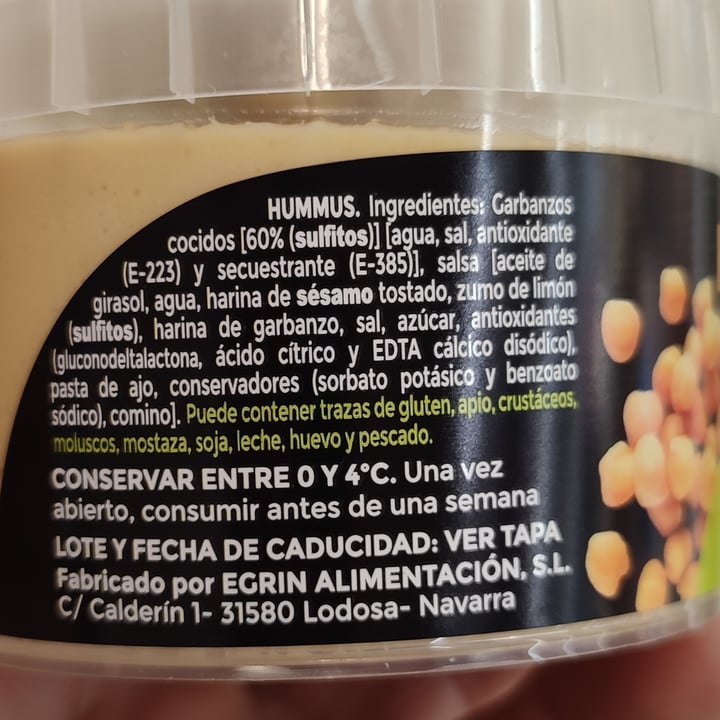 HUMMUS. Ingredientes: Garbanzos
cocidos [60% (sulfitos)] [agua, sal, antioxidante
(E-223) y secuestrante (E-385)], salsa [aceite de
girasol, agua, harina de sésamo tostado, zumo de limón
(sulfitos), harina de garbanzo, sal, azúcar, antioxidantes
(gluconodeltalactona, ácido cítrico y EDTA cálcico disódico),
pasta de ajo, conservadores (sorbato potásico y benzoato
sódico), comino]. Puede contener trazas de gluten, apio, crustáceos,
moluscos, mostaza, soja, leche, huevo y pescado.
CONSERVAR ENTRE 0 Y 4°C. Una vez
abierto, consumir antes de una semana
LOTE Y FECHA DE CADUCIDAD: VER TAPA
Fabricado por EGRIN ALIMENTACIÓN, S.L.
C/ Calderín 1- 31580 Lodosa- Navarra